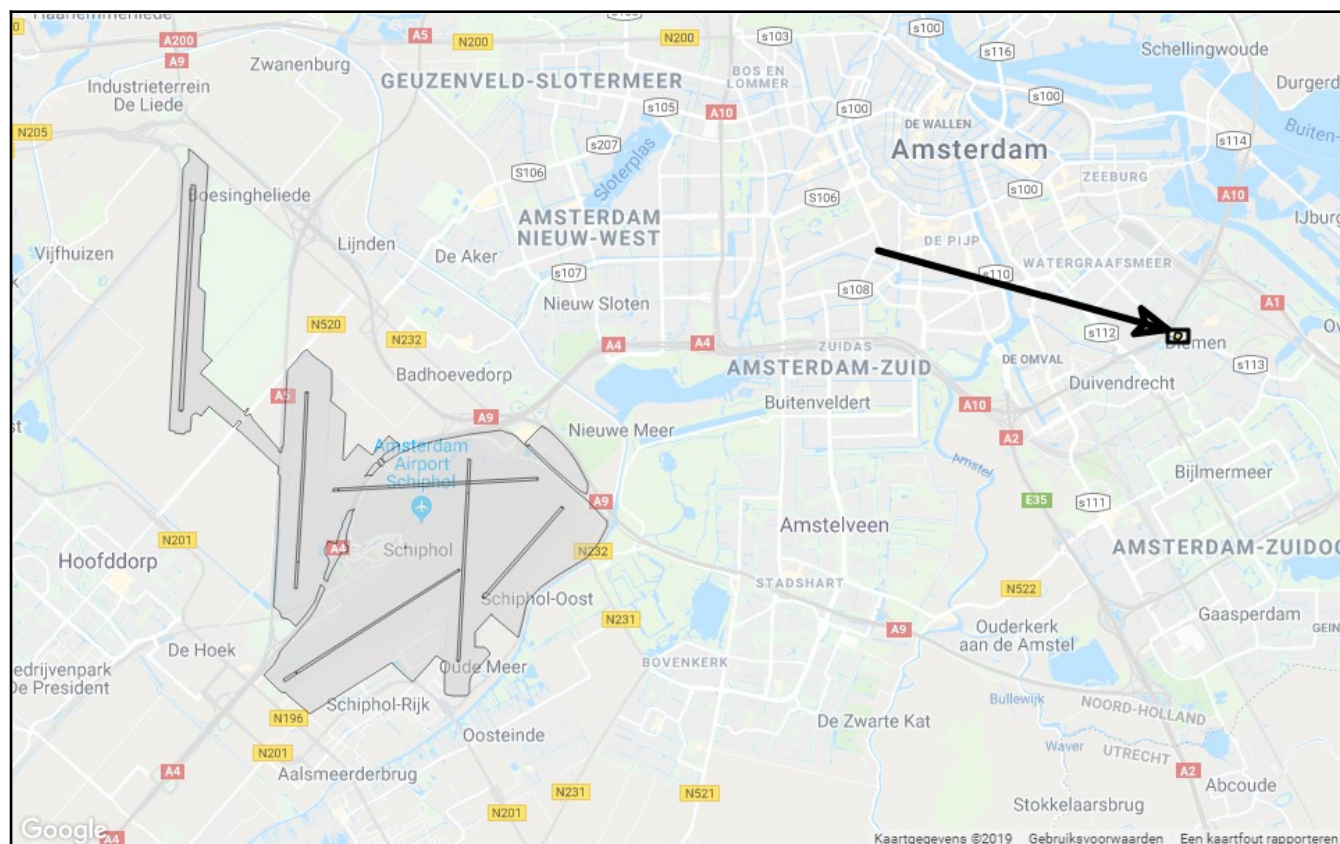 Haarlemmerliede
A200
A9
A5
N200
N200
s103
s100
s116
Schellingwoude
Industrieterrein
De Liede
Zwanenburg
GEUZENVELD-SLOTERMEER
BOS EN
LOMMER
Durgerd
N205
s105
A10
s100
s100
DE WALLEN
Buiten-
s207
Sloterplas
Amsterdam
s114
S106
s100
ZEEBURG
Boesingheliede
S106
A10
AMSTERDAM
NIEUW-WEST
IJburg
Vijfhuizen
Lijnden
De Aker
DE PIJP
WATERGRAAFSMEER
s107
s110
Nieuw Sloten
s108
A1
N520
N232
A4
A4
ZUIDAS
s112
Diemen
DE OMVAL
s113
Badhoevedorp
AMSTERDAM-ZUID
Duivendrecht
A5
Buitenveldert
A10
A9
Nieuwe Meer
A2
Amsterdam
Airport
Schiphol
Amstel
Bijlmermeer
A9
E35
s111
Amstelveen
N201
A4
Schiphol
N232
AMSTERDAM-ZUIDOO
Hoofddorp
STADSHART
N522
Schiphol-Oost
Gaasperdam
N231
A9
Ouderkerk
aan de Amstel
GEIN
De Hoek
Oude Meer
BOVENKERK
edrijvenpark
De President
Schiphol-Rijk
Bullewijk
NOORD-HOLLAND
N196
De Zwarte Kat
Oosteinde
Waver
UTRECHT
N201
A4
Aalsmeerderbrug
A2
Abcoude
N231
N521
N201
Stokkelaarsbrug
Google
A4
Kaartgegevens ©2019 Gebruiksvoorwaarden Een kaartfout rapporteren